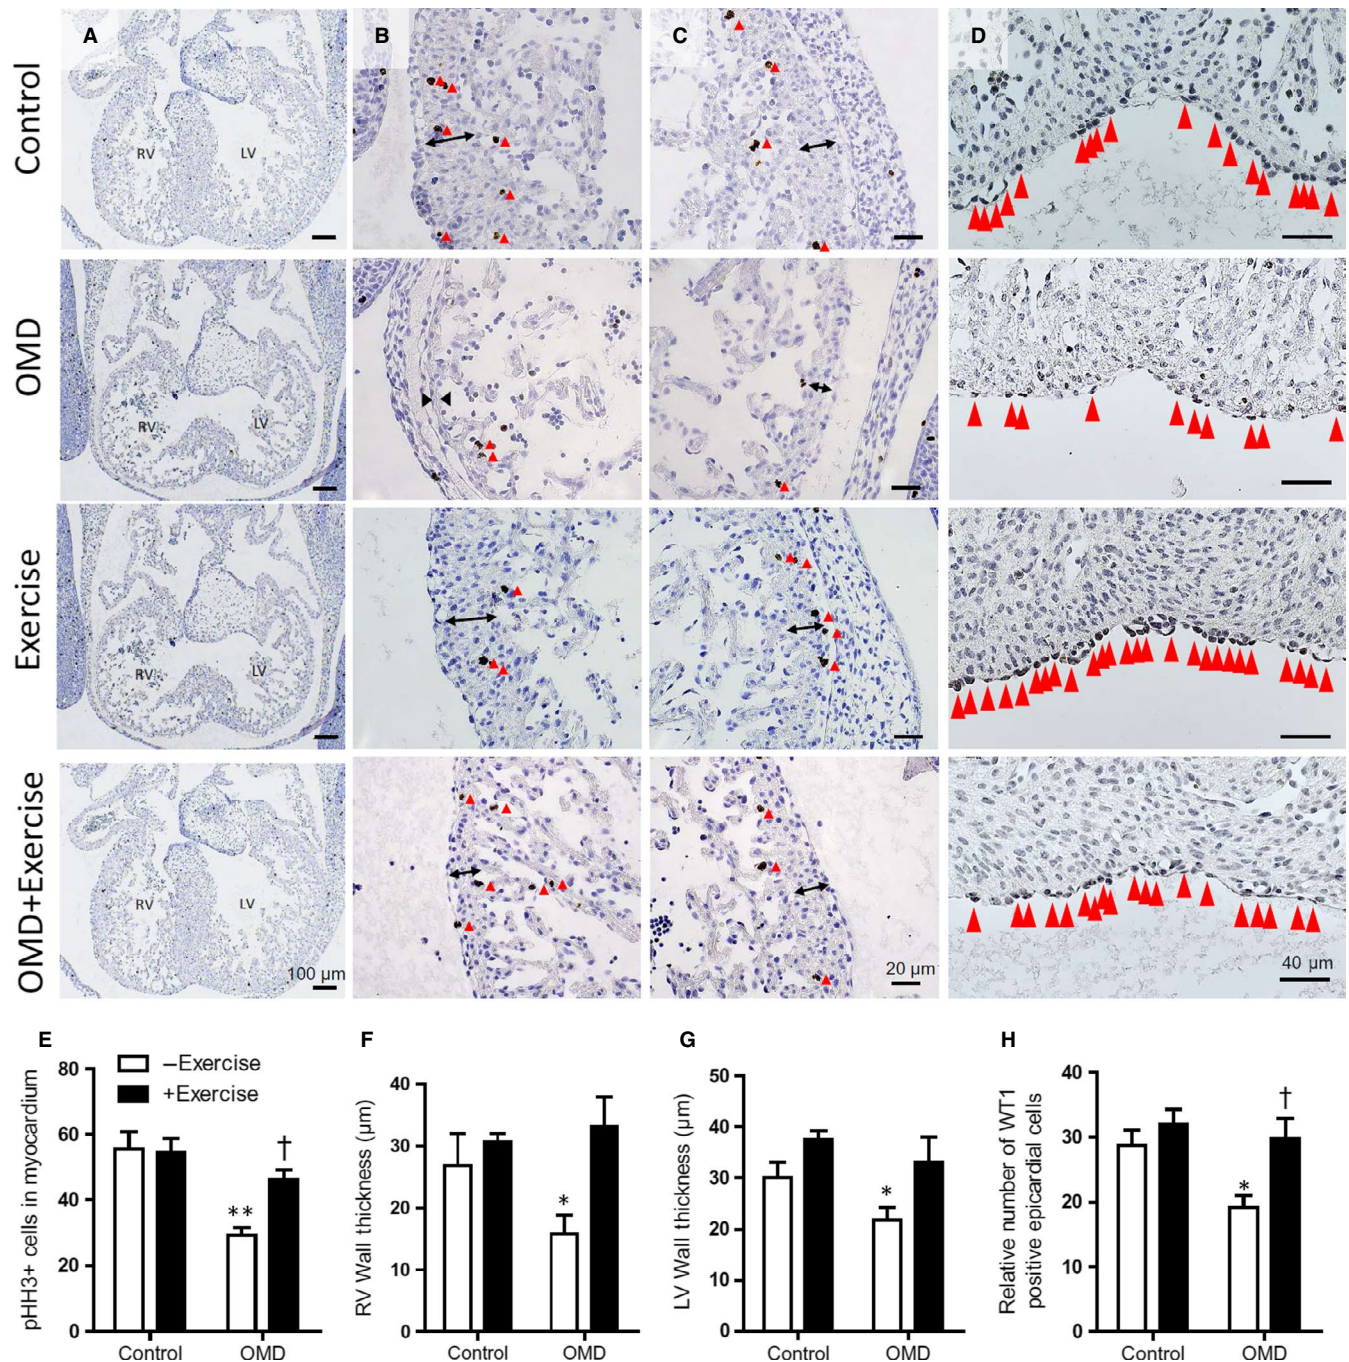 A
B
C
D
Control
RV
LV
OMD
RV
LV
Exercise
RV
LV
OMD+Exercise
RV
LV
100 μm
20 μm
40 μm
E
F
G
H
–Exercise
+Exercise
pHH3+ cells in myocardium
80
60
40
20
0
**
†
Control
OMD
RV Wall thickness (μm)
40
30
20
10
0
*
Control
OMD
LV Wall thickness (μm)
50
40
30
20
10
0
*
Control
OMD
Relative number of WT1
positive epicardial cells
40
30
20
10
0
*
†
Control
OMD